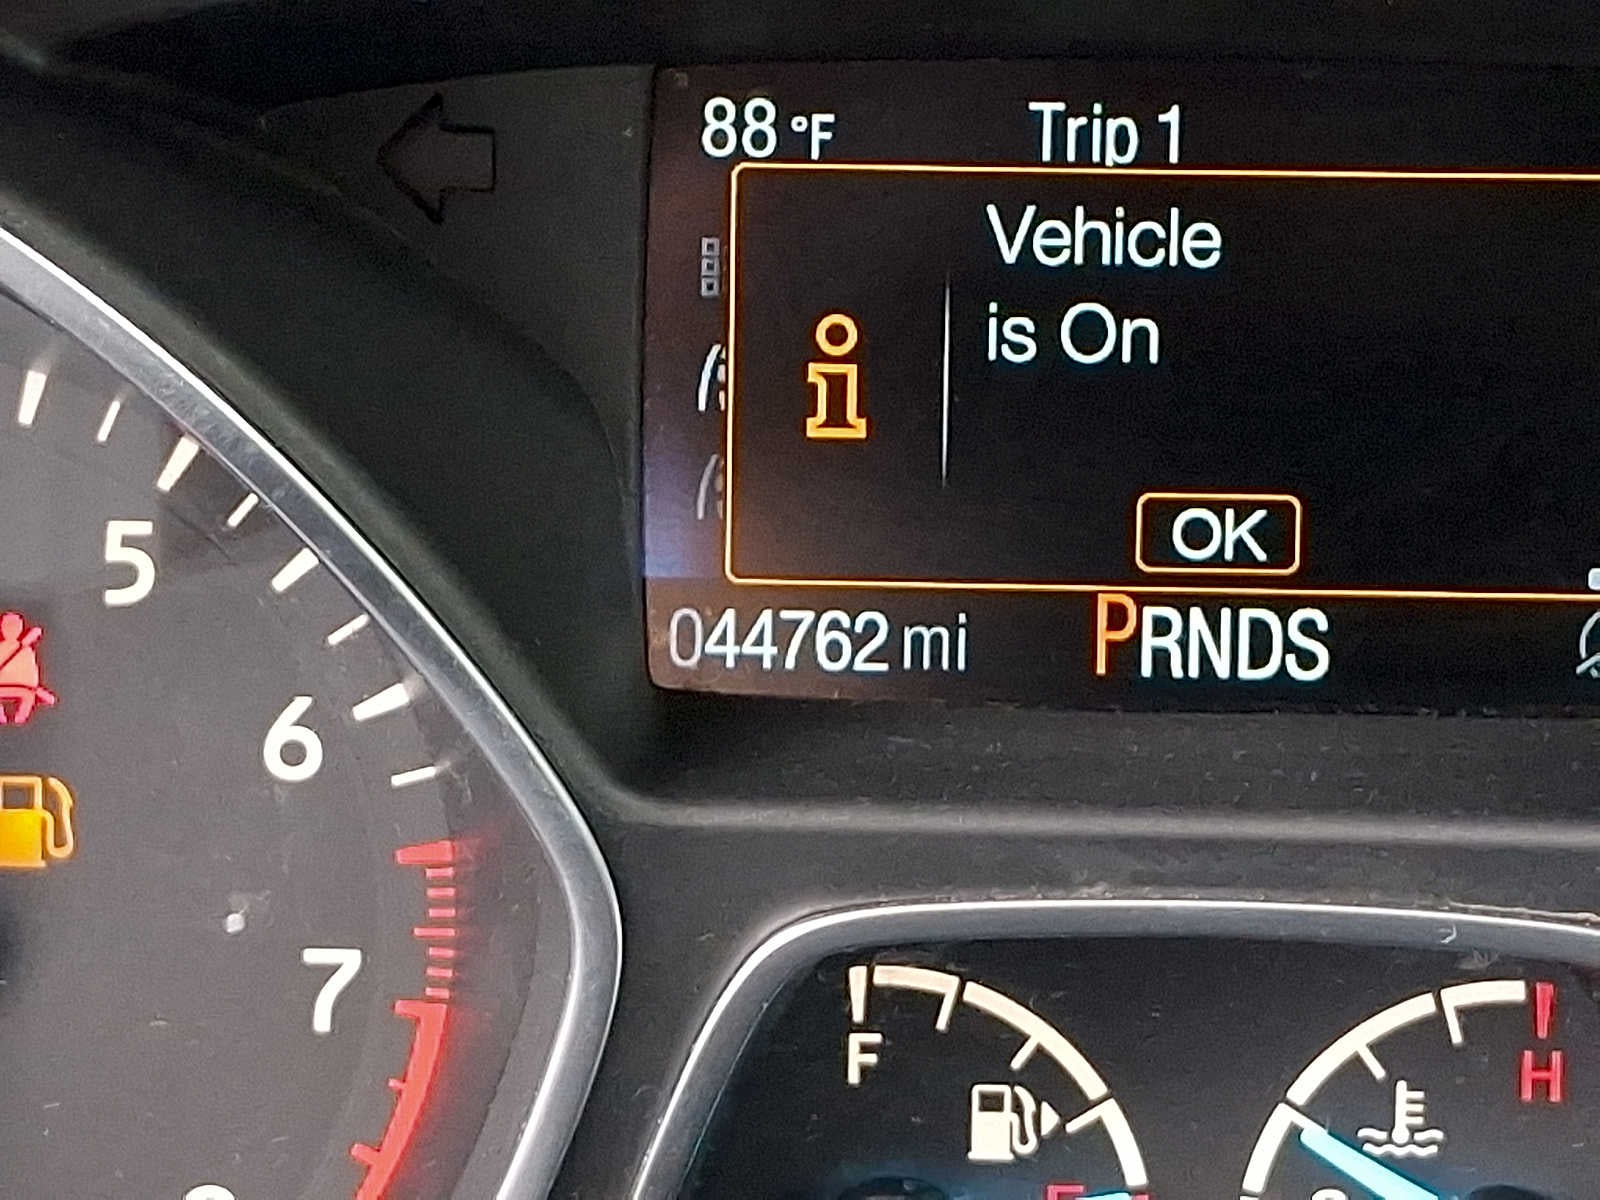 88 °F
Trip 1
Vehicle
is On
OK
044762 mi
PRNDS
5
6
7
F
H